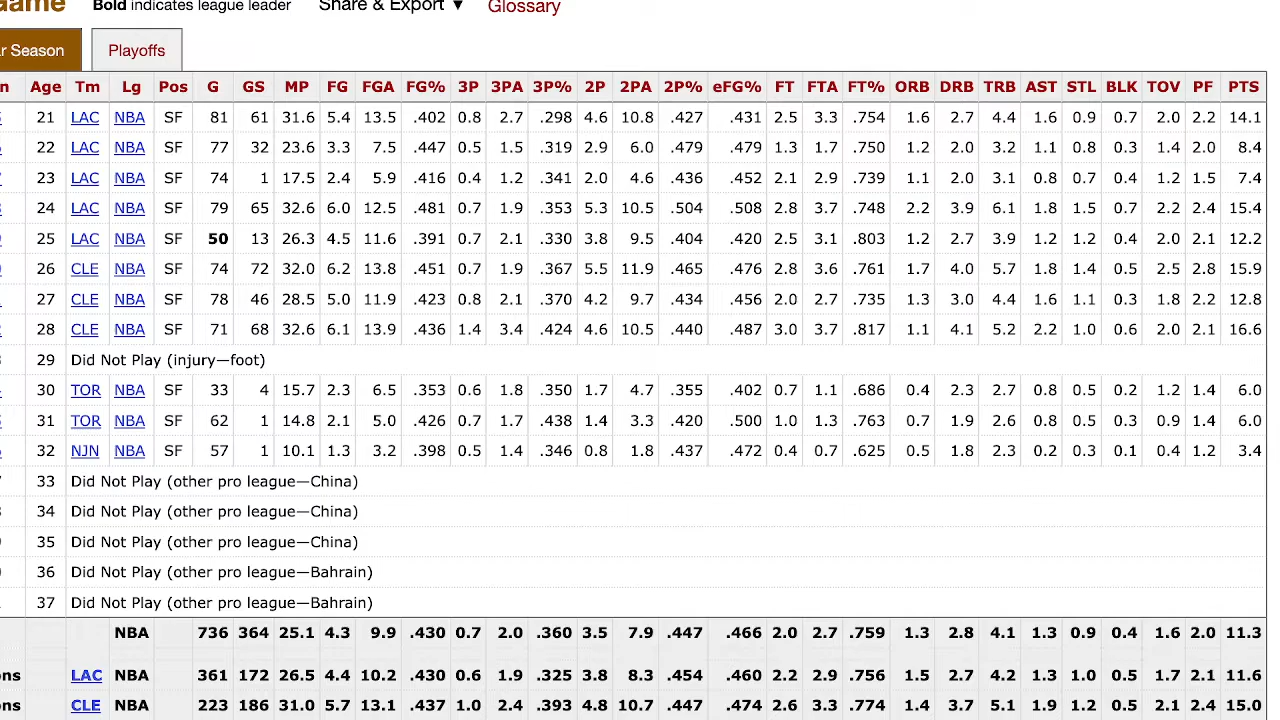 Bold indicates league leader Share & Export ▼ Glossary
Season Playoffs
Age Tm Lg Pos G GS MP FG FGA FG% 3P 3PA 3P% 2P 2PA 2P% eFG% FT FTA FT% ORB DRB TRB AST STL BLK TOV PF PTS
21 LAC NBA SF 81 61 31.6 5.4 13.5 .402 0.8 2.7 .298 4.6 10.8 .427 .431 2.5 3.3 .754 1.6 2.7 4.4 1.6 0.9 0.7 2.0 2.2 14.1
22 LAC NBA SF 77 32 23.6 3.3 7.5 .447 0.5 1.5 .319 2.9 6.0 .479 .479 1.3 1.7 .750 1.2 2.0 3.2 1.1 0.8 0.3 1.4 2.0 8.4
23 LAC NBA SF 74 1 17.5 2.4 5.9 .416 0.4 1.2 .341 2.0 4.6 .436 .452 2.1 2.9 .739 1.1 2.0 3.1 0.8 0.7 0.4 1.2 1.5 7.4
24 LAC NBA SF 79 65 32.6 6.0 12.5 .481 0.7 1.9 .353 5.3 10.5 .504 .508 2.8 3.7 .748 2.2 3.9 6.1 1.8 1.5 0.7 2.2 2.4 15.4
25 LAC NBA SF 50 13 26.3 4.5 11.6 .391 0.7 2.1 .330 3.8 9.5 .404 .420 2.5 3.1 .803 1.2 2.7 3.9 1.2 1.2 0.4 2.0 2.1 12.2
26 CLE NBA SF 74 72 32.0 6.2 13.8 .451 0.7 1.9 .367 5.5 11.9 .465 .476 2.8 3.6 .761 1.7 4.0 5.7 1.8 1.4 0.5 2.5 2.8 15.9
27 CLE NBA SF 78 46 28.5 5.0 11.9 .423 0.8 2.1 .370 4.2 9.7 .434 .456 2.0 2.7 .735 1.3 3.0 4.4 1.6 1.1 0.3 1.8 2.2 12.8
28 CLE NBA SF 71 68 32.6 6.1 13.9 .436 1.4 3.4 .424 4.6 10.5 .440 .487 3.0 3.7 .817 1.1 4.1 5.2 2.2 1.0 0.6 2.0 2.1 16.6
29 Did Not Play (injury—foot)
30 TOR NBA SF 33 4 15.7 2.3 6.5 .353 0.6 1.8 .350 1.7 4.7 .355 .402 0.7 1.1 .686 0.4 2.3 2.7 0.8 0.5 0.2 1.2 1.4 6.0
31 TOR NBA SF 62 1 14.8 2.1 5.0 .426 0.7 1.7 .438 1.4 3.3 .420 .500 1.0 1.3 .763 0.7 1.9 2.6 0.8 0.5 0.3 0.9 1.4 6.0
32 NJN NBA SF 57 1 10.1 1.3 3.2 .398 0.5 1.4 .346 0.8 1.8 .437 .472 0.4 0.7 .625 0.5 1.8 2.3 0.2 0.3 0.1 0.4 1.2 3.4
33 Did Not Play (other pro league—China)
34 Did Not Play (other pro league—China)
35 Did Not Play (other pro league—China)
36 Did Not Play (other pro league—Bahrain)
37 Did Not Play (other pro league—Bahrain)
NBA 736 364 25.1 4.3 9.9 .430 0.7 2.0 .360 3.5 7.9 .447 .466 2.0 2.7 .759 1.3 2.8 4.1 1.3 0.9 0.4 1.6 2.0 11.3
LAC NBA 361 172 26.5 4.4 10.2 .430 0.6 1.9 .325 3.8 8.3 .454 .460 2.2 2.9 .756 1.5 2.7 4.2 1.3 1.0 0.5 1.7 2.1 11.6
CLE NBA 223 186 31.0 5.7 13.1 .437 1.0 2.4 .393 4.8 10.7 .447 .474 2.6 3.3 .774 1.4 3.7 5.1 1.9 1.2 0.5 2.1 2.4 15.0